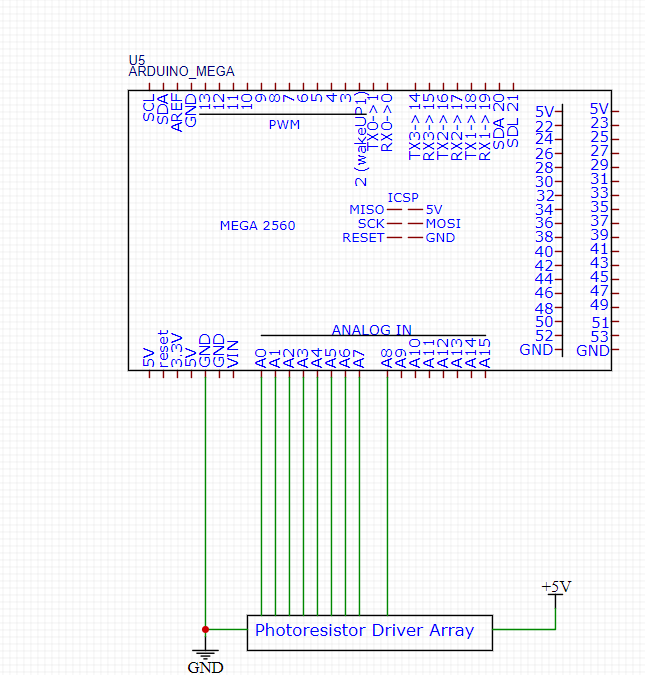 U5
ARDUINO_MEGA
SCL
SDA
AREF
GND
13
12
11
10
9
8
7
6
5
4
3
2 (wakeUP1)
TX0-> 1
RX0->0
TX3-> 14
RX3-> 15
TX2-> 16
RX2-> 17
TX1-> 18
RX1-> 19
SDA 20
SDL 21
PWM
ICSP
MISO 5V
SCK MOSI
RESET GND
MEGA 2560
5V 5V
22 23
24 25
26 27
28 29
30 31
32 33
34 35
36 37
38 39
40 41
42 43
44 45
46 47
48 49
50 51
52 53
GND GND
ANALOG IN
5V
reset
3.3V
5V
GND
GND
VIN
A0
A1
A2
A3
A4
A5
A6
A7
A8
A9
A10
A11
A12
A13
A14
A15
+5V
Photoresistor Driver Array
GND